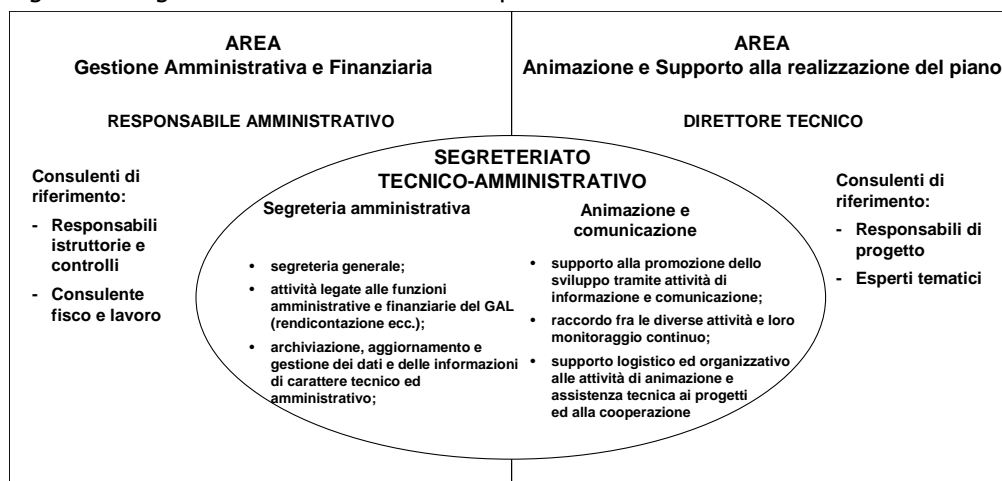 AREA
Gestione Amministrativa e Finanziaria
RESPONSABILE AMMINISTRATIVO
AREA
Animazione e Supporto alla realizzazione del piano
DIRETTORE TECNICO
Consulenti di
riferimento:
- Responsabili
istruttorie e
controlli
- Consulente
fisco e lavoro
SEGRETERIATO
TECNICO-AMMINISTRATIVO
Segreteria amministrativa
• segreteria generale;
• attività legate alle funzioni
amministrative e finanziarie del GAL
(rendicontazione ecc.);
• archiviazione, aggiornamento e
gestione dei dati e delle informazioni
di carattere tecnico ed
amministrativo;
Animazione e
comunicazione
• supporto alla promozione dello
sviluppo tramite attività di
informazione e comunicazione;
• raccordo fra le diverse attività e loro
monitoraggio continuo;
• supporto logistico ed organizzativo
alle attività di animazione e
assistenza tecnica ai progetti
ed alla cooperazione
Consulenti di
riferimento:
- Responsabili di
progetto
- Esperti tematici